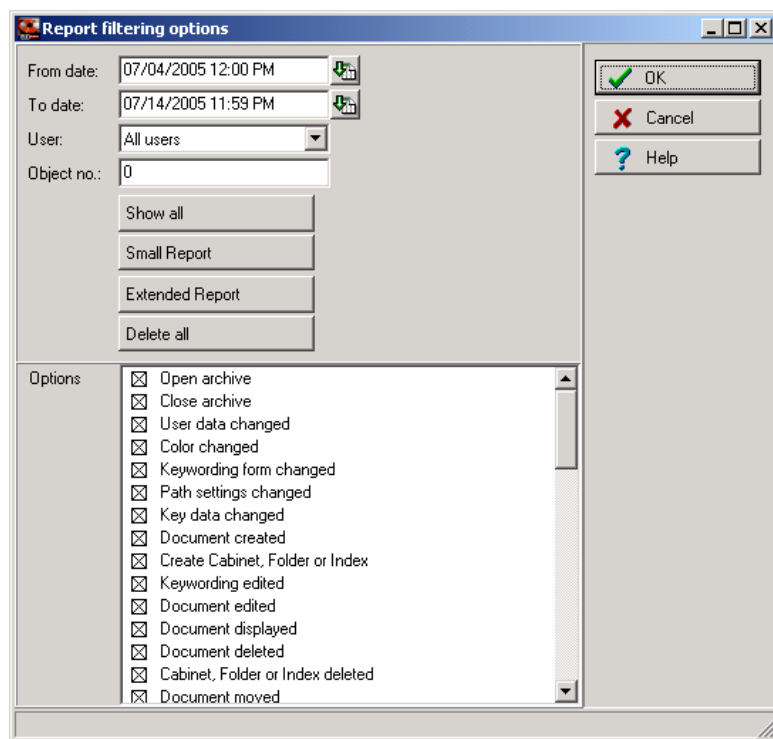 Report filtering options
From date: 07/04/2005 12:00 PM
To date: 07/14/2005 11:59 PM
User: All users
Object no.: 0
Show all
Small Report
Extended Report
Delete all
OK
Cancel
Help
Options
Open archive
Close archive
User data changed
Color changed
Keywording form changed
Path settings changed
Key data changed
Document created
Create Cabinet, Folder or Index
Keywording edited
Document edited
Document displayed
Document deleted
Cabinet, Folder or Index deleted
Document moved